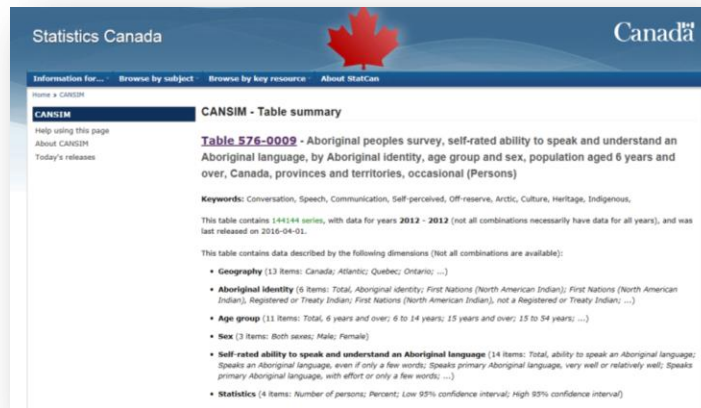 Statistics Canada
Canada
Information for... Browse by subject Browse by key resource About StatCan
Home > CANSIM
CANSIM
Help using this page
About CANSIM
Today's releases
CANSIM - Table summary
Table 576-0009 - Aboriginal peoples survey, self-rated ability to speak and understand an
Aboriginal language, by Aboriginal identity, age group and sex, population aged 6 years and
over, Canada, provinces and territories, occasional (Persons)
Keywords: Conversation, Speech, Communication, Self-perceived, Off-reserve, Arctic, Culture, Heritage, Indigenous,
This table contains 144144 series, with data for years 2012 - 2012 (not all combinations necessarily have data for all years), and was
last released on 2016-04-01.
This table contains data described by the following dimensions (Not all combinations are available):
• Geography (13 items: Canada; Atlantic; Quebec; Ontario; ...)
• Aboriginal identity (6 items: Total, Aboriginal identity; First Nations (North American Indian); First Nations (North American
Indian), Registered or Treaty Indian; First Nations (North American Indian), not a Registered or Treaty Indian; ...)
• Age group (11 items: Total, 6 years and over; 6 to 14 years; 15 years and over; 15 to 54 years; ...)
• Sex (3 items: Both sexes; Male; Female)
• Self-rated ability to speak and understand an Aboriginal language (14 items: Total, ability to speak an Aboriginal language;
Speaks an Aboriginal language, even if only a few words; Speaks primary Aboriginal language, very well or relatively well; Speaks
primary Aboriginal language, with effort or only a few words; ...)
• Statistics (4 items: Number of persons; Percent; Low 95% confidence interval; High 95% confidence interval)